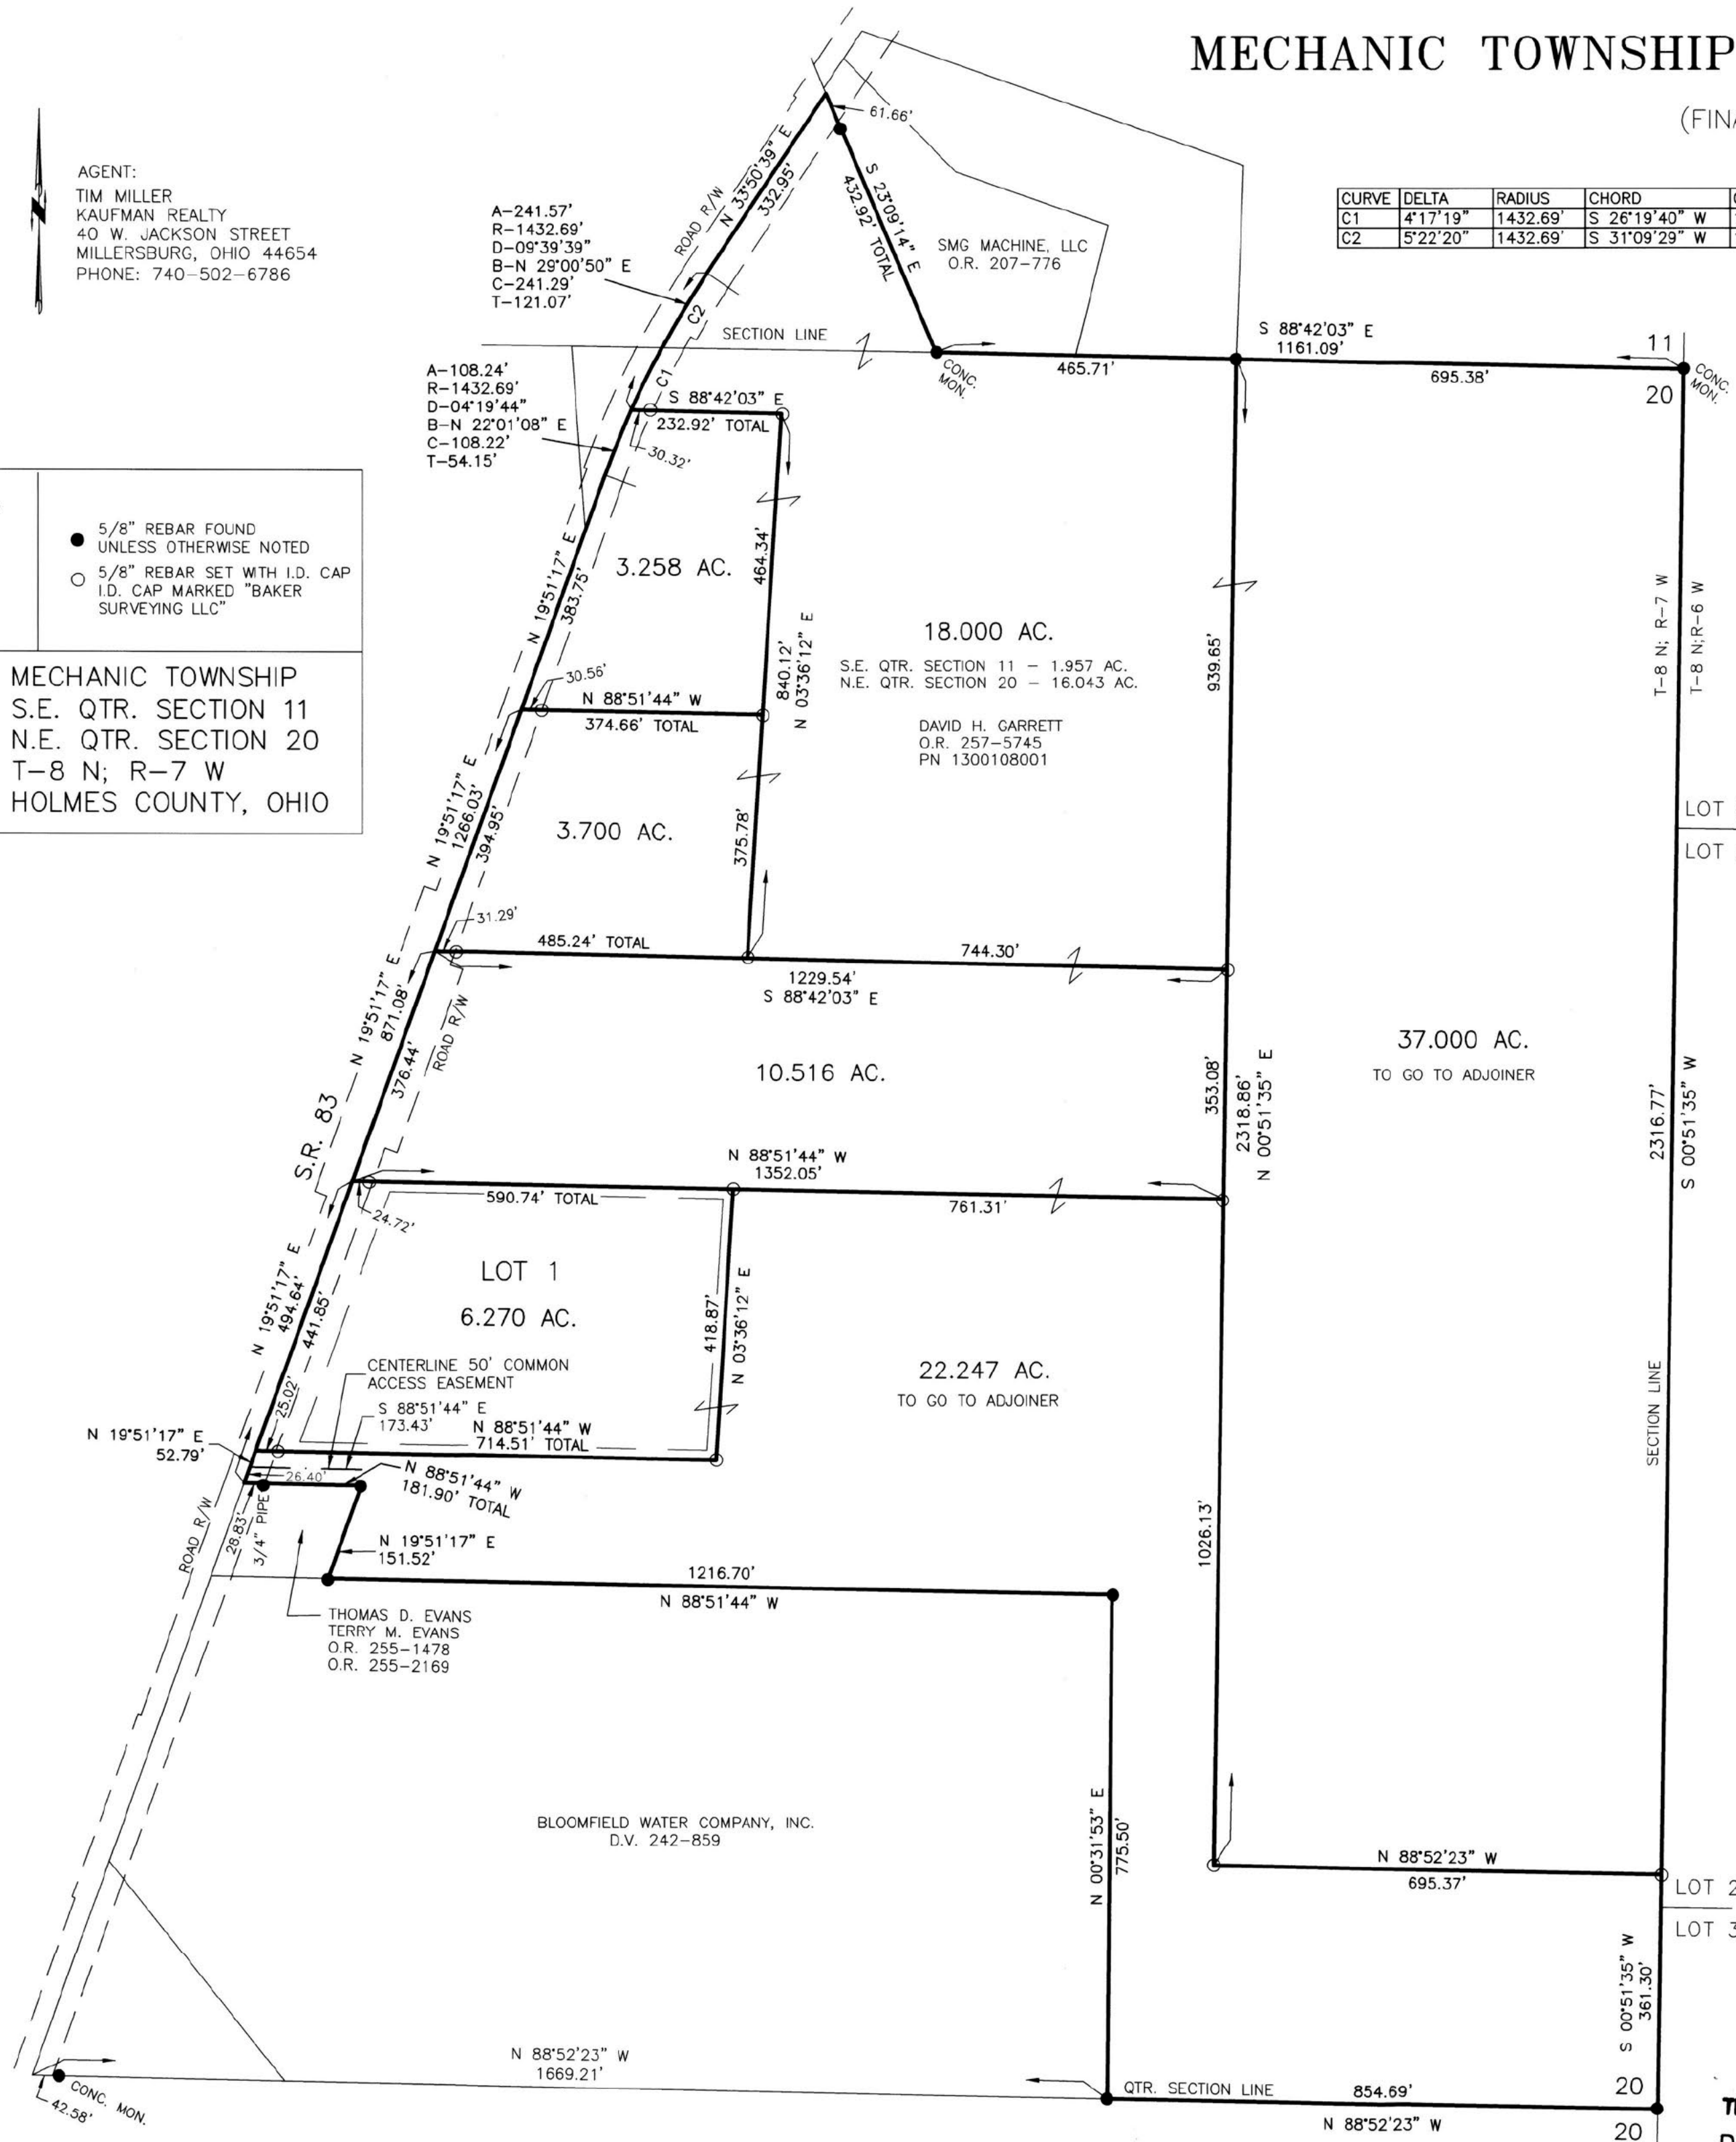 MECHANIC TOWNSHIP
(FINA
AGENT:
TIM MILLER
KAUFMAN REALTY
40 W. JACKSON STREET
MILLERSBURG, OHIO 44654
PHONE: 740-502-6786
CURVE DELTA RADIUS CHORD
C1 4°17'19" 1432.69' S 26°19'40" W
C2 5°22'20" 1432.69' S 31°09'29" W
A-241.57'
R-1432.69'
D-09°39'39"
B-N 29°00'50" E
C-241.29'
T-121.07'
A-108.24'
R-1432.69'
D-04°19'44"
B-N 22°01'08" E
C-108.22'
T-54.15'
61.66'
ROAD R/W
N 33°50'39" E
332.95'
S 23°09'14" E
432.92' TOTAL
SMG MACHINE, LLC
O.R. 207-776
C2
C1
SECTION LINE
CONC.
MON.
465.71'
S 88°42'03" E
1161.09'
695.38'
11
20
CONC.
MON.
5/8" REBAR FOUND
UNLESS OTHERWISE NOTED
5/8" REBAR SET WITH I.D. CAP
I.D. CAP MARKED "BAKER
SURVEYING LLC"
MECHANIC TOWNSHIP
S.E. QTR. SECTION 11
N.E. QTR. SECTION 20
T-8 N; R-7 W
HOLMES COUNTY, OHIO
S 88°42'03" E
232.92' TOTAL
30.32'
N 19°51'17" E
383.75'
3.258 AC.
464.34'
840.12'
N 03°36'12" E
30.56'
N 88°51'44" W
374.66' TOTAL
18.000 AC.
S.E. QTR. SECTION 11 - 1.957 AC.
N.E. QTR. SECTION 20 - 16.043 AC.
DAVID H. GARRETT
O.R. 257-5745
PN 1300108001
939.65'
T-8 N; R-7 W
T-8 N;R-6 W
LOT
LOT
N 19°51'17" E
1266.03'
394.95'
3.700 AC.
375.78'
31.29'
485.24' TOTAL
744.30'
1229.54'
S 88°42'03" E
N 19°51'17" E
871.08'
376.44'
ROAD R/W
S.R. 83
10.516 AC.
353.08'
2318.86'
N 00°51'35" E
37.000 AC.
TO GO TO ADJOINER
2316.77'
S 00°51'35" W
N 88°51'44" W
1352.05'
590.74' TOTAL
761.31'
24.72'
N 19°51'17" E
494.64'
441.85'
LOT 1
6.270 AC.
418.87'
N 03°36'12" E
22.247 AC.
TO GO TO ADJOINER
SECTION LINE
CENTERLINE 50' COMMON
ACCESS EASEMENT
S 88°51'44" E
173.43'
N 88°51'44" W
714.51' TOTAL
25.02'
N 19°51'17" E
52.79'
26.40'
N 88°51'44" W
181.90' TOTAL
28.83'
3/4" PIPE
ROAD R/W
N 19°51'17" E
151.52'
1216.70'
N 88°51'44" W
1026.13'
THOMAS D. EVANS
TERRY M. EVANS
O.R. 255-1478
O.R. 255-2169
BLOOMFIELD WATER COMPANY, INC.
D.V. 242-859
N 00°31'53" E
775.50'
N 88°52'23" W
695.37'
LOT 2
LOT 3
S 00°51'35" W
361.30'
N 88°52'23" W
1669.21'
CONC. MON.
42.58'
QTR. SECTION LINE
854.69'
N 88°52'23" W
20
20